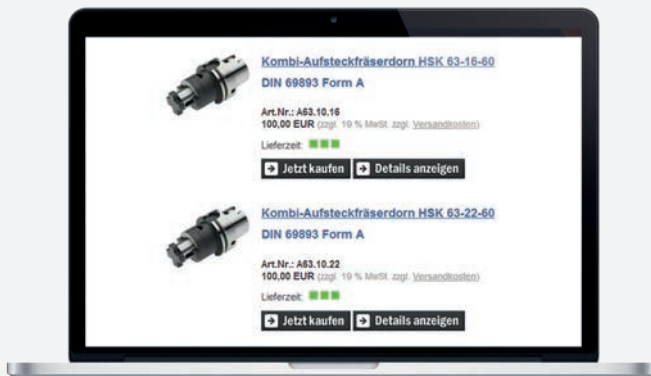 Kombi-Aufsteckfräserdorn HSK 63-16-60
DIN 69893 Form A
Art.Nr.: A63.10.16
100,00 EUR (zzgl. 19 % MwSt. zzgl. Versandkosten)
Lieferzeit:
Jetzt kaufen Details anzeigen
Kombi-Aufsteckfräserdorn HSK 63-22-60
DIN 69893 Form A
Art.Nr.: A63.10.22
100,00 EUR (zzgl. 19 % MwSt. zzgl. Versandkosten)
Lieferzeit:
Jetzt kaufen Details anzeigen